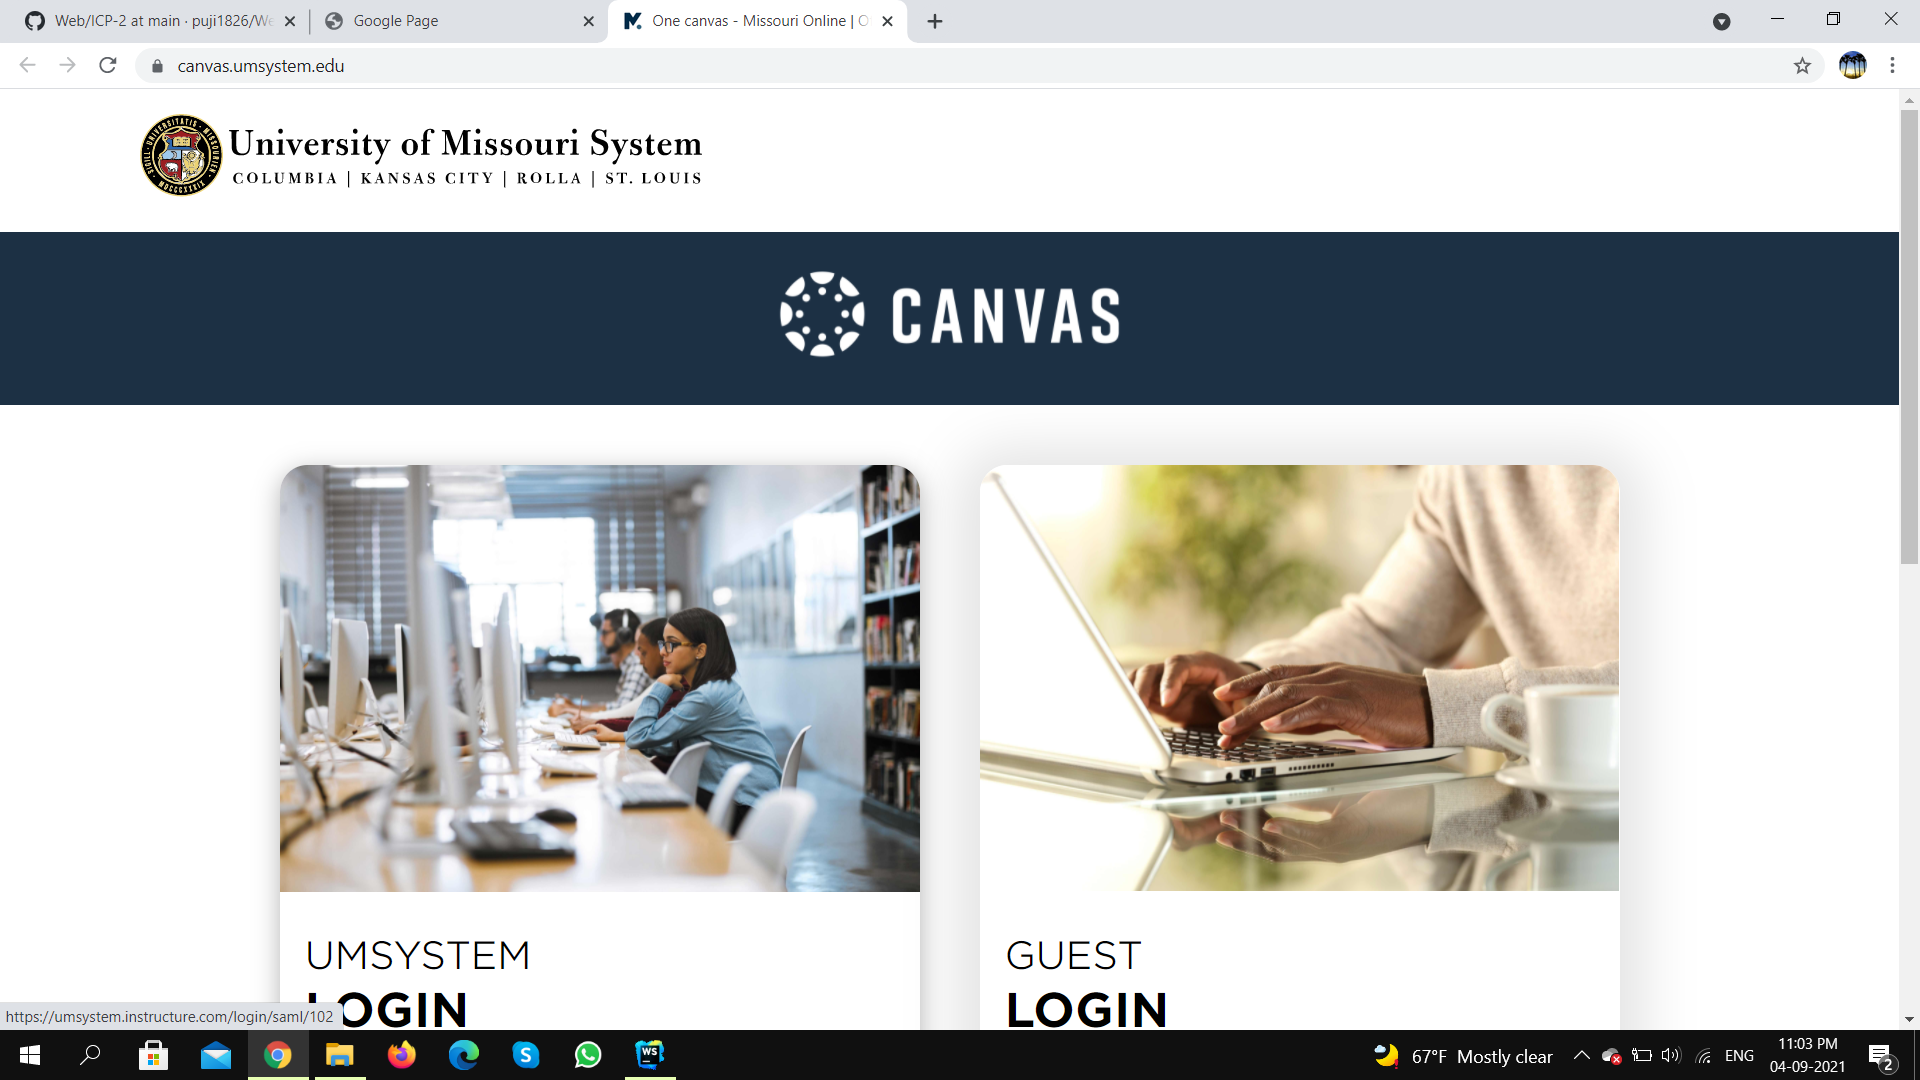 Web/ICP-2 at main · puji1826/We
Google Page
One canvas - Missouri Online | O
canvas.umsystem.edu
University of Missouri System
COLUMBIA | KANSAS CITY | ROLLA | ST. LOUIS
CANVAS
UMSYSTEM
LOGIN
GUEST
LOGIN
https://umsystem.instructure.com/login/saml/102
WS
67°F Mostly clear
ENG
11:03 PM
04-09-2021
2